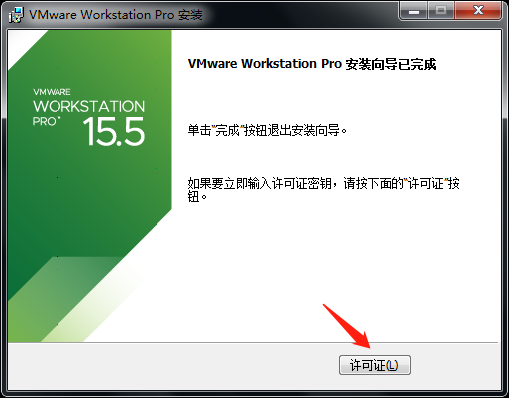 VMware Workstation Pro 安装
VMWARE
WORKSTATION
PRO™
15.5
VMware Workstation Pro 安装向导已完成
单击"完成"按钮退出安装向导。
如果要立即输入许可证密钥，请按下面的"许可证"按
钮。
许可证(L)